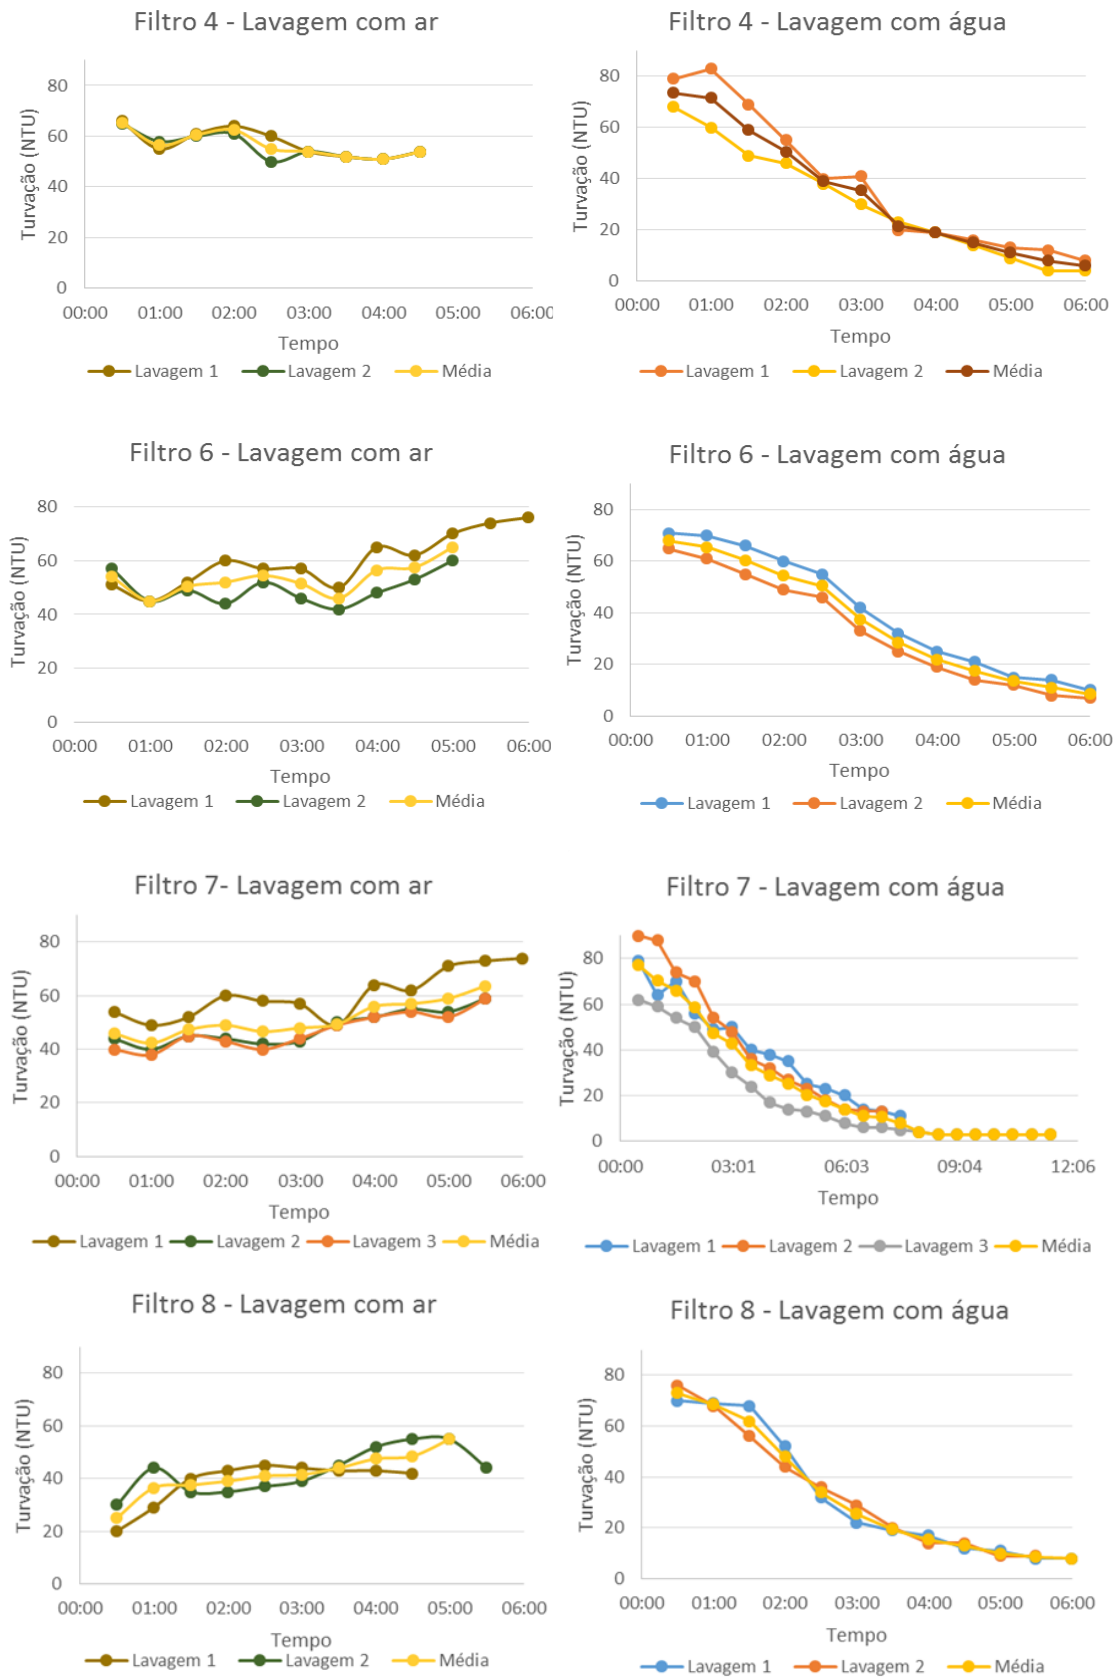 Filtro 4 - Lavagem com ar
Turvação (NTU)
80
60
40
20
0
00:00 01:00 02:00 03:00 04:00 05:00 06:00
Tempo
Lavagem 1 Lavagem 2 Média
Filtro 4 - Lavagem com água
Turvação (NTU)
80
60
40
20
0
00:00 01:00 02:00 03:00 04:00 05:00 06:00
Tempo
Lavagem 1 Lavagem 2 Média
Filtro 6 - Lavagem com ar
Turvação (NTU)
80
60
40
20
0
00:00 01:00 02:00 03:00 04:00 05:00 06:00
Tempo
Lavagem 1 Lavagem 2 Média
Filtro 6 - Lavagem com água
Turvação (NTU)
80
60
40
20
0
00:00 01:00 02:00 03:00 04:00 05:00 06:00
Tempo
Lavagem 1 Lavagem 2 Média
Filtro 7- Lavagem com ar
Turvação (NTU)
80
60
40
20
0
00:00 01:00 02:00 03:00 04:00 05:00 06:00
Tempo
Lavagem 1 Lavagem 2 Lavagem 3 Média
Filtro 7 - Lavagem com água
Turvação (NTU)
80
60
40
20
0
00:00 03:01 06:03 09:04 12:06
Tempo
Lavagem 1 Lavagem 2 Lavagem 3 Média
Filtro 8 - Lavagem com ar
Turvação (NTU)
80
60
40
20
0
00:00 01:00 02:00 03:00 04:00 05:00 06:00
Tempo
Lavagem 1 Lavagem 2 Média
Filtro 8 - Lavagem com água
Turvação (NTU)
80
60
40
20
0
00:00 01:00 02:00 03:00 04:00 05:00 06:00
Tempo
Lavagem 1 Lavagem 2 Média